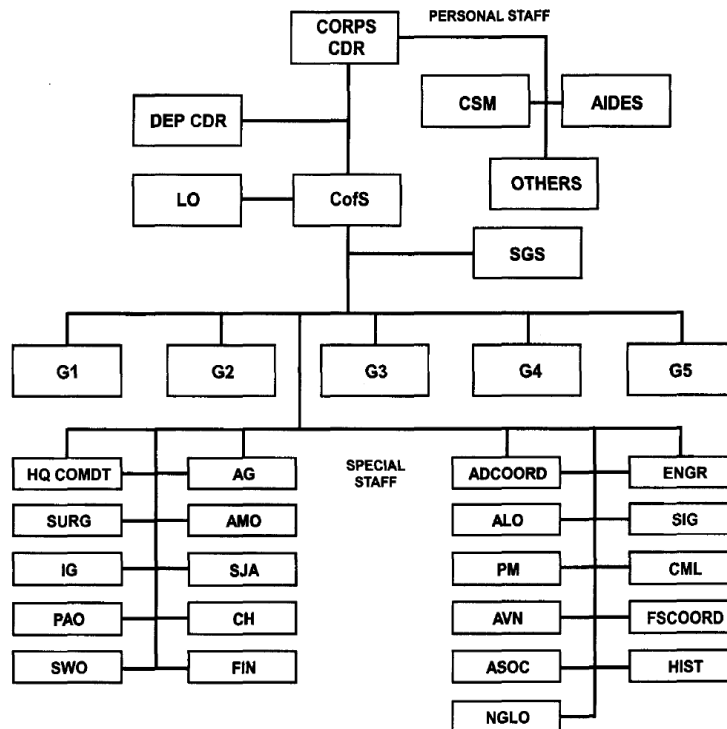 PERSONAL STAFF
CORPS
CDR
CSM
AIDES
DEP CDR
OTHERS
LO
CofS
SGS
G1
G2
G3
G4
G5
SPECIAL
STAFF
HQ COMDT
AG
ADCOORD
ENGR
SURG
AMO
ALO
SIG
IG
SJA
PM
CML
PAO
CH
AVN
FSCOORD
SWO
FIN
ASOC
HIST
NGLO